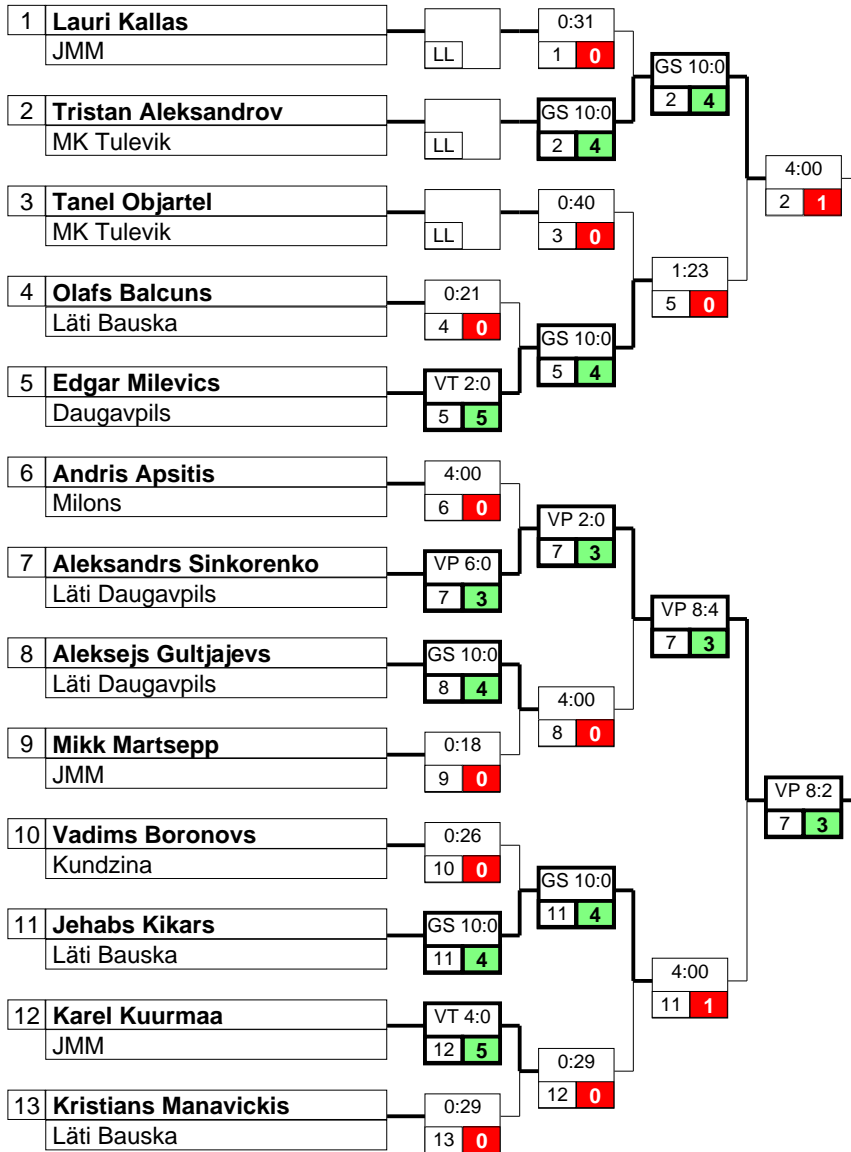 1 Lauri Kallas
JMM
LL
0:31
1 0
GS 10:0
2 4
2 Tristan Aleksandrov
MK Tulevik
LL
GS 10:0
2 4
4:00
2 1
3 Tanel Objartel
MK Tulevik
LL
0:40
3 0
1:23
5 0
4 Olafs Balcuns
Läti Bauska
0:21
4 0
GS 10:0
5 4
5 Edgar Milevics
Daugavpils
VT 2:0
5 5
6 Andris Apsitis
Milons
4:00
6 0
VP 2:0
7 3
7 Aleksandrs Sinkorenko
Läti Daugavpils
VP 6:0
7 3
VP 8:4
7 3
8 Aleksejs Gultjajevs
Läti Daugavpils
GS 10:0
8 4
4:00
8 0
9 Mikk Martsepp
JMM
0:18
9 0
VP 8:2
7 3
10 Vadims Boronovs
Kundzina
0:26
10 0
GS 10:0
11 4
11 Jehabs Kikars
Läti Bauska
GS 10:0
11 4
4:00
11 1
12 Karel Kuurmaa
JMM
VT 4:0
12 5
0:29
12 0
13 Kristians Manavickis
Läti Bauska
0:29
13 0